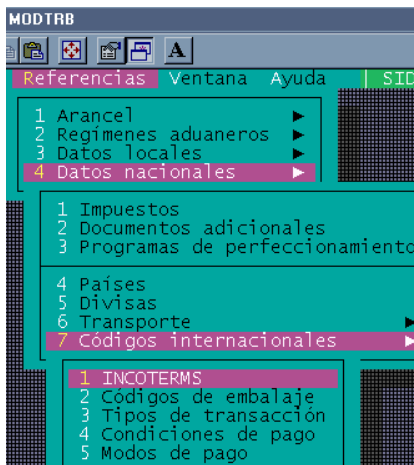 MODTRB
A
Referencias Ventana Ayuda | SID
1 Arancel
2 Regímenes aduaneros
3 Datos locales
4 Datos nacionales
1 Impuestos
2 Documentos adicionales
3 Programas de perfeccionamiento
4 Países
5 Divisas
6 Transporte
7 Códigos internacionales
1 INCOTERMS
2 Códigos de embalaje
3 Tipos de transacción
4 Condiciones de pago
5 Modos de pago